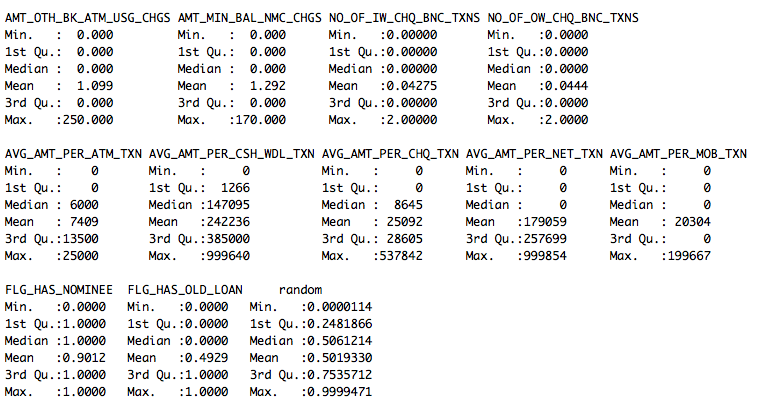 AMT_OTH_BK_ATM_USG_CHGS AMT_MIN_BAL_NMC_CHGS NO_OF_IW_CHQ_BNC_TXNS NO_OF_OW_CHQ_BNC_TXNS
Min. : 0.000 Min. : 0.000 Min. :0.00000 Min. :0.0000
1st Qu.: 0.000 1st Qu.: 0.000 1st Qu.:0.00000 1st Qu.:0.0000
Median : 0.000 Median : 0.000 Median :0.00000 Median :0.0000
Mean : 1.099 Mean : 1.292 Mean :0.04275 Mean :0.0444
3rd Qu.: 0.000 3rd Qu.: 0.000 3rd Qu.:0.00000 3rd Qu.:0.0000
Max. :250.000 Max. :170.000 Max. :2.00000 Max. :2.0000
AVG_AMT_PER_ATM_TXN AVG_AMT_PER_CSH_WDL_TXN AVG_AMT_PER_CHQ_TXN AVG_AMT_PER_NET_TXN AVG_AMT_PER_MOB_TXN
Min. : 0 Min. : 0 Min. : 0 Min. : 0 Min. : 0
1st Qu.: 0 1st Qu.: 1266 1st Qu.: 0 1st Qu.: 0 1st Qu.: 0
Median : 6000 Median :147095 Median : 8645 Median : 0 Median : 0
Mean : 7409 Mean :242236 Mean : 25092 Mean :179059 Mean : 20304
3rd Qu.:13500 3rd Qu.:385000 3rd Qu.: 28605 3rd Qu.:257699 3rd Qu.: 0
Max. :25000 Max. :999640 Max. :537842 Max. :999854 Max. :199667
FLG_HAS_NOMINEE FLG_HAS_OLD_LOAN random
Min. :0.0000 Min. :0.0000 Min. :0.0000114
1st Qu.:1.0000 1st Qu.:0.0000 1st Qu.:0.2481866
Median :1.0000 Median :0.0000 Median :0.5061214
Mean :0.9012 Mean :0.4929 Mean :0.5019330
3rd Qu.:1.0000 3rd Qu.:1.0000 3rd Qu.:0.7535712
Max. :1.0000 Max. :1.0000 Max. :0.9999471